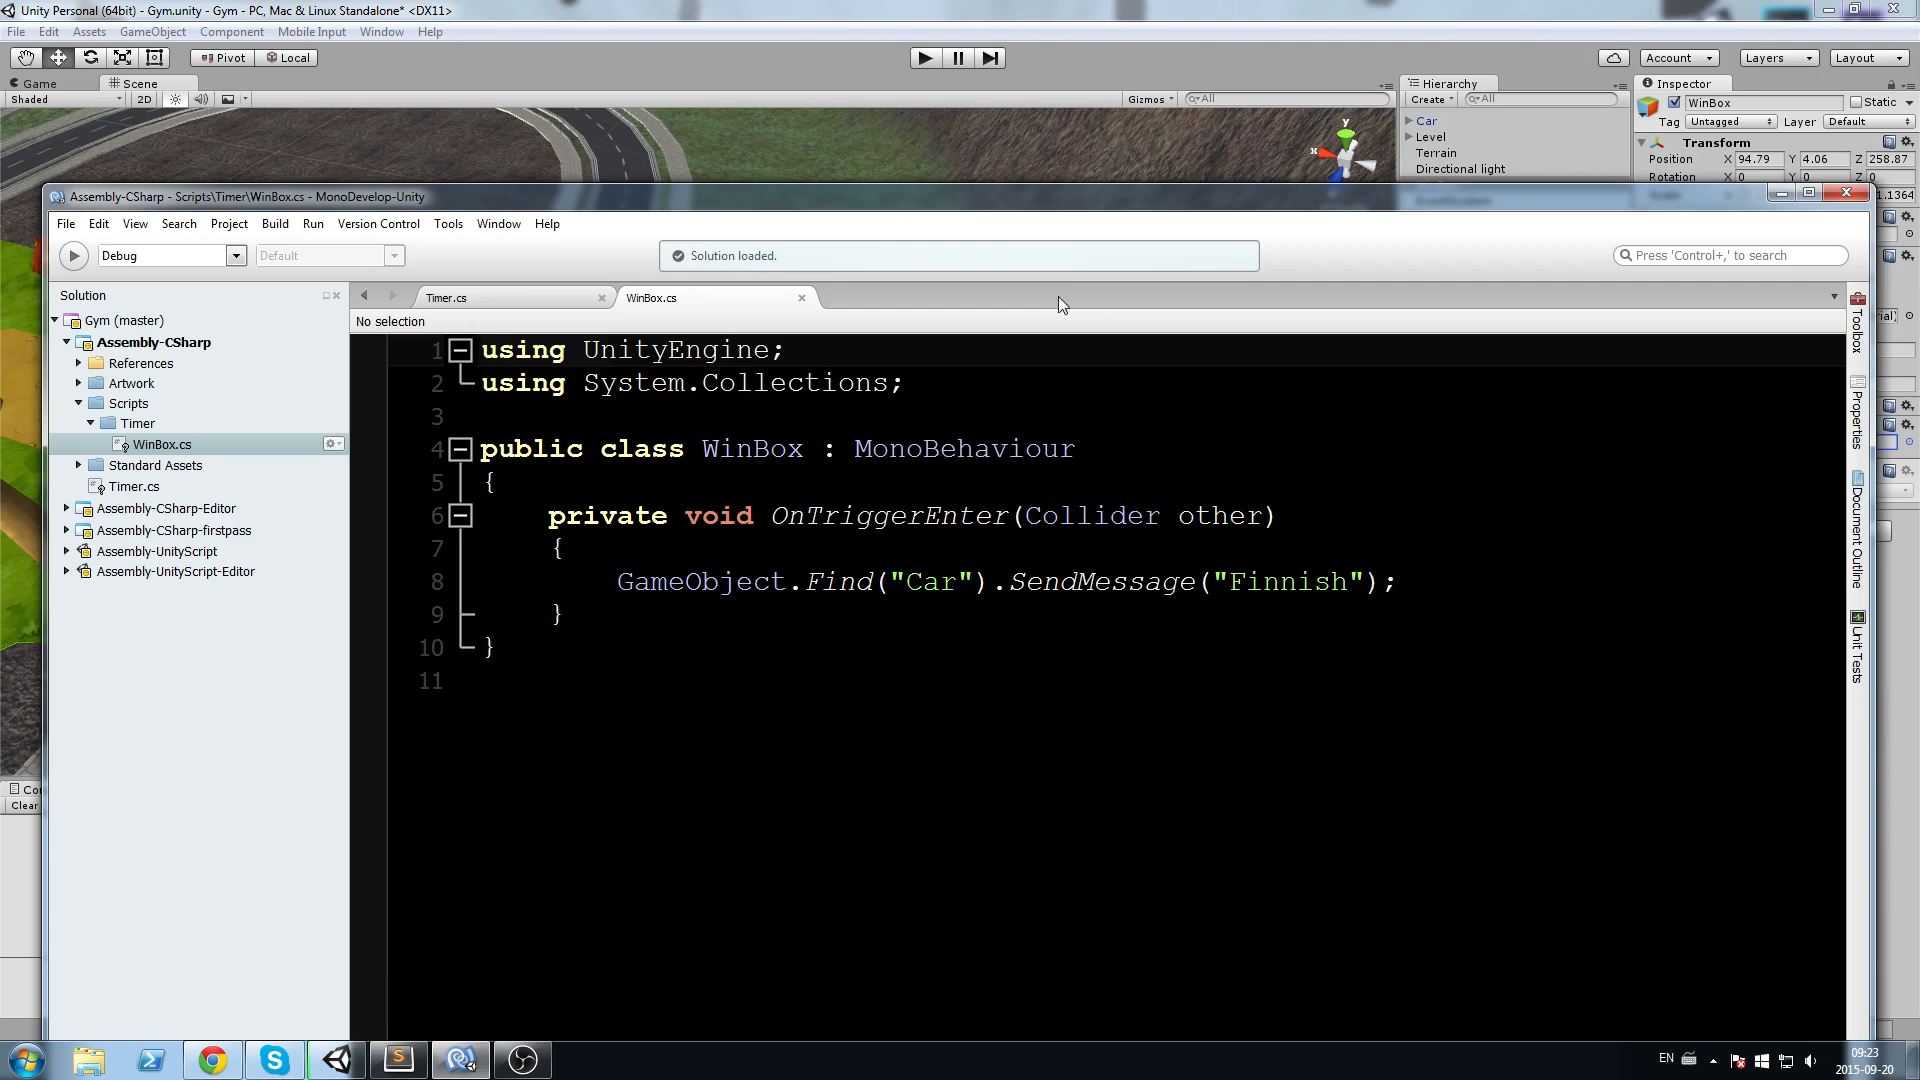 Unity Personal (64bit) - Gym.unity - Gym - PC, Mac & Linux Standalone* <DX11>
File Edit Assets GameObject Component Mobile Input Window Help
Pivot Local Account Layers Layout
Game Scene Hierarchy Inspector
Shaded 2D Gizmos All Create All WinBox Static
Tag Untagged Layer Default
Car
Level
Terrain
Directional light
Transform
Position X 94.79 Y 4.06 Z 258.87
Rotation X 0 Y 0 Z 0
1.1364
Assembly-CSharp - Scripts\Timer\WinBox.cs - MonoDevelop-Unity
File Edit View Search Project Build Run Version Control Tools Window Help
Debug Default Solution loaded. Press 'Control+,' to search
Solution
Gym (master)
Assembly-CSharp
References
Artwork
Scripts
Timer
WinBox.cs
Standard Assets
Timer.cs
Assembly-CSharp-Editor
Assembly-CSharp-firstpass
Assembly-UnityScript
Assembly-UnityScript-Editor
Timer.cs WinBox.cs
No selection
1 using UnityEngine;
2 using System.Collections;
3
4 public class WinBox : MonoBehaviour
5 {
6 private void OnTriggerEnter(Collider other)
7 {
8 GameObject.Find("Car").SendMessage("Finnish");
9 }
10 }
11
Toolbox
Properties
Document Outline
Unit Tests
rial)
Co
Clear
EN
09:23
2015-09-20